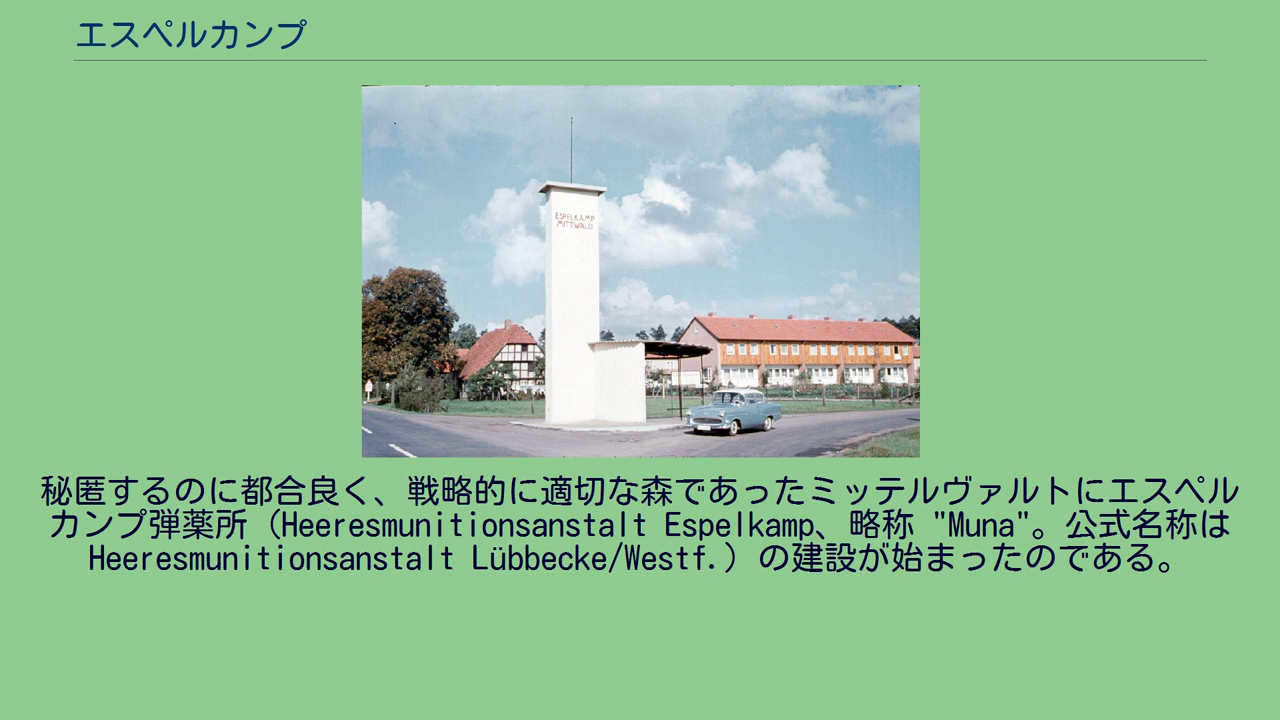 エスペルカンプ
ESPELKAMP
MITTWALD
秘匿するのに都合良く、戦略的に適切な森であったミッテルヴァルトにエスペル
カンプ弾薬所（Heeresmunitionsanstalt Espelkamp、略称 "Muna"。公式名称は
Heeresmunitionsanstalt Lübbecke/Westf.）の建設が始まったのである。